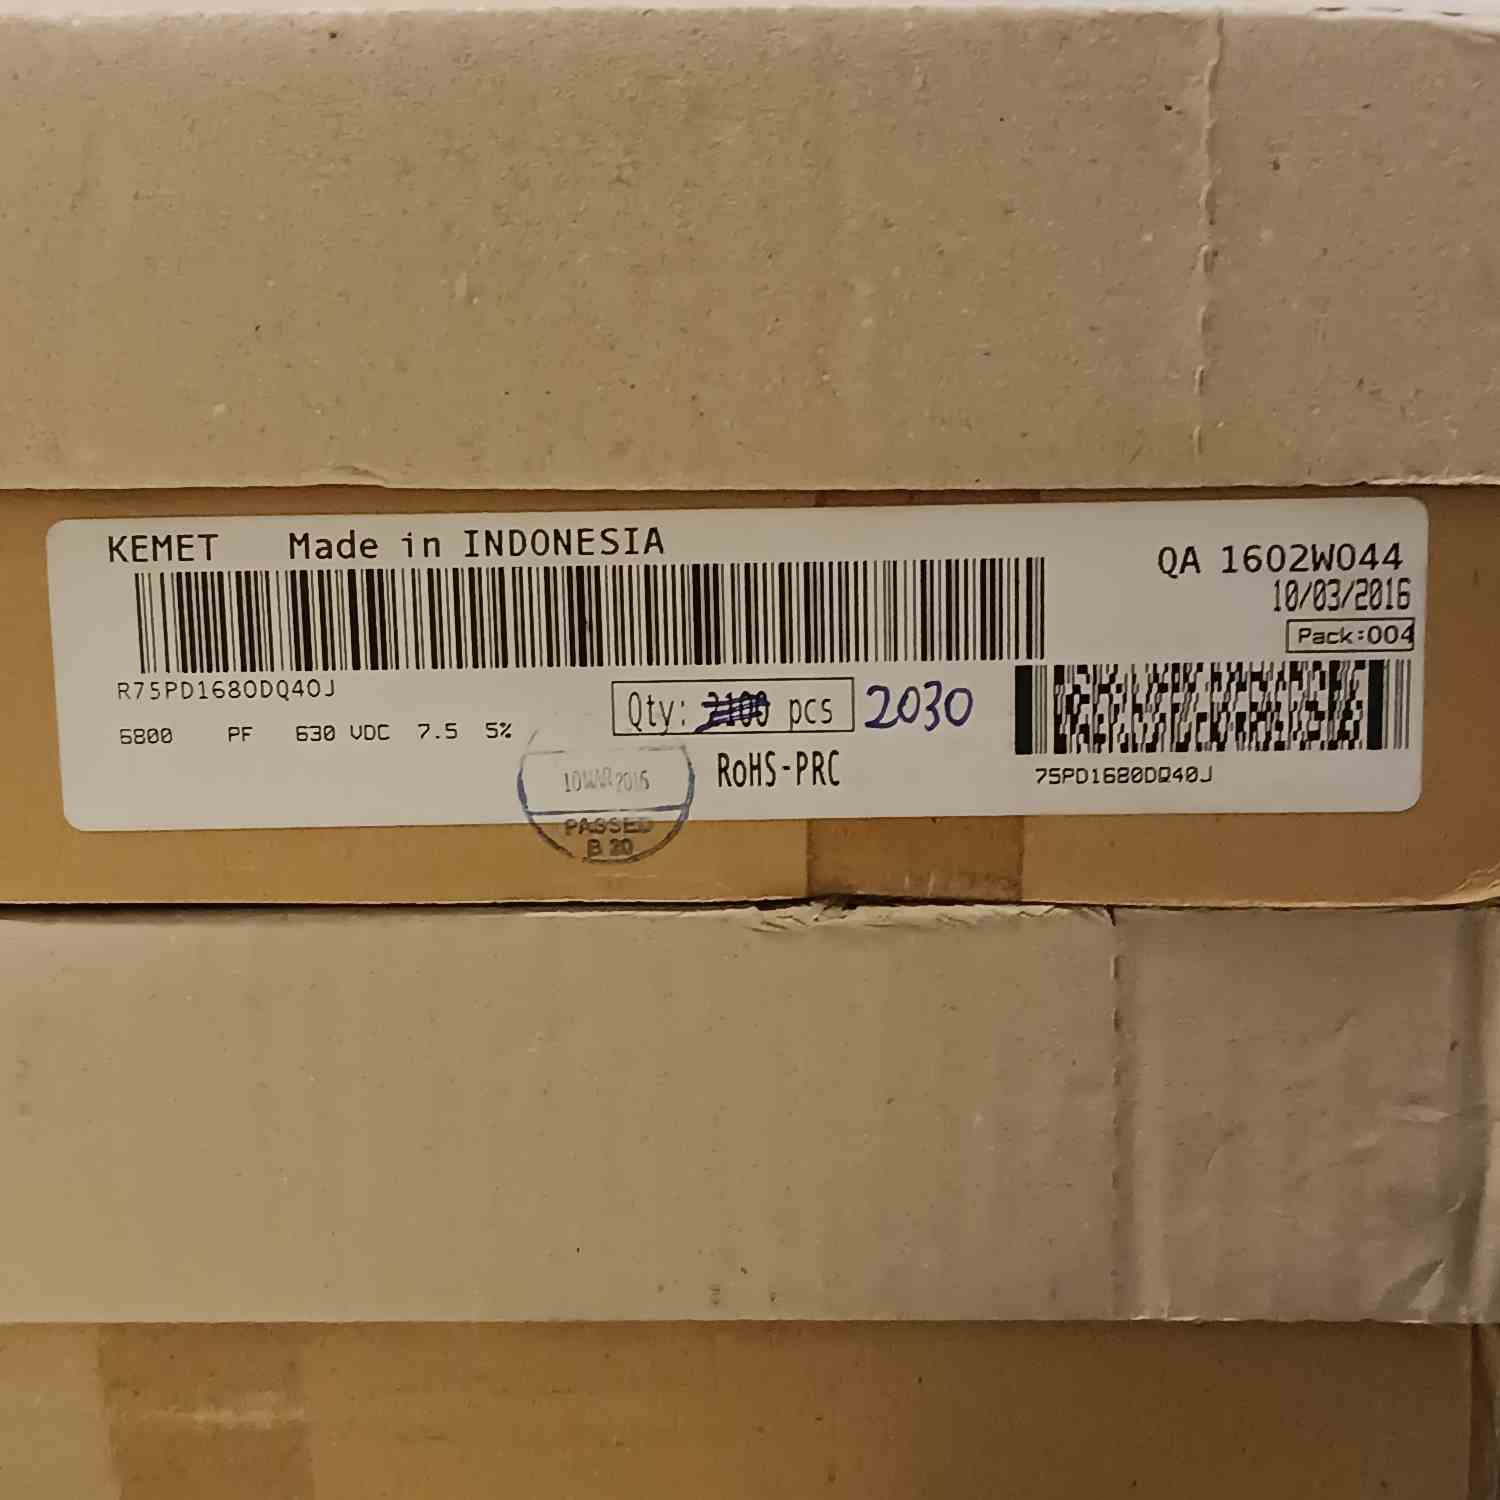 KEMET Made in INDONESIA
QA 1602W044
10/03/2016
Pack:004
R75PD1680DQ40J
6800 PF 630 VDC 7.5 5%
Qty: 2100 pcs 2030
RoHS-PRC
75PD1680DQ40J
10 MAR 2016
PASSED
B 20